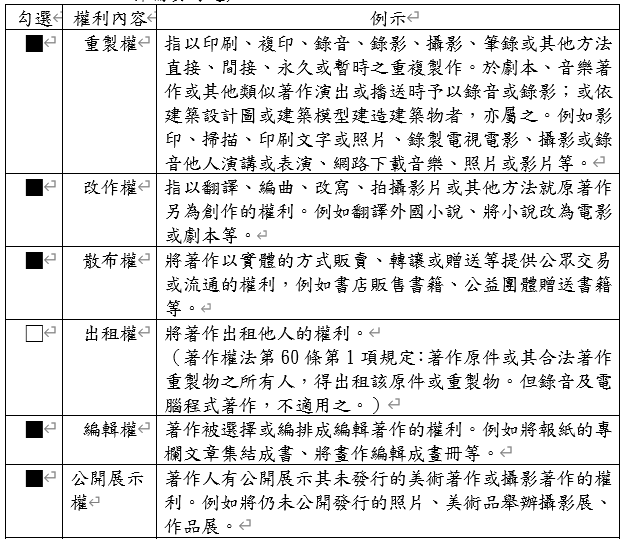 勾選 權利內容 例示
■ 重製權 指以印刷、複印、錄音、錄影、攝影、筆錄或其他方法
直接、間接、永久或暫時之重複製作。於劇本、音樂著
作或其他類似著作演出或播送時予以錄音或錄影；或依
建築設計圖或建築模型建造建築物者，亦屬之。例如影
印、掃描、印刷文字或照片、錄製電視電影、攝影或錄
音他人演講或表演、網路下載音樂、照片或影片等。
■ 改作權 指以翻譯、編曲、改寫、拍攝影片或其他方法就原著作
另為創作的權利。例如翻譯外國小說、將小說改為電影
或劇本等。
■ 散布權 將著作以實體的方式販賣、轉讓或贈送等提供公眾交易
或流通的權利，例如書店販售書籍、公益團體贈送書籍
等。
□ 出租權 將著作出租他人的權利。
（著作權法第 60 條第 1 項規定:著作原件或其合法著作
重製物之所有人，得出租該原件或重製物。但錄音及電
腦程式著作，不適用之。）
■ 編輯權 著作被選擇或編排成編輯著作的權利。例如將報紙的專
欄文章集結成書、將畫作編輯成畫冊等。
■ 公開展示
權
著作人有公開展示其未發行的美術著作或攝影著作的權
利。例如將仍未公開發行的照片、美術品舉辦攝影展、
作品展。